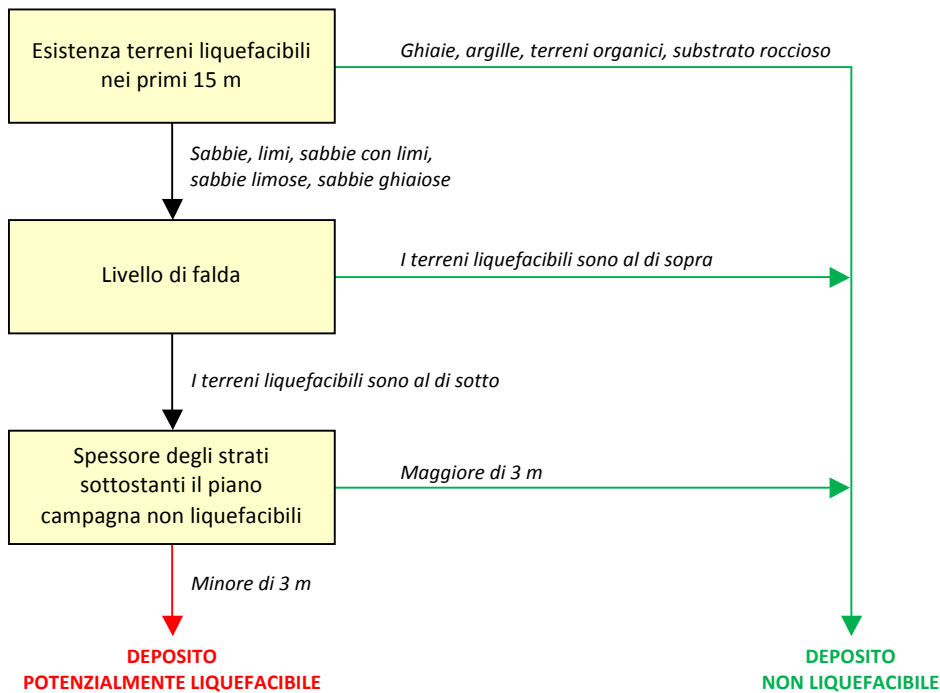 Esistenza terreni liquefacibili
nei primi 15 m
Ghiaie, argille, terreni organici, substrato roccioso
Sabbie, limi, sabbie con limi,
sabbie limose, sabbie ghiaiose
Livello di falda
I terreni liquefacibili sono al di sopra
I terreni liquefacibili sono al di sotto
Spessore degli strati
sottostanti il piano
campagna non liquefacibili
Maggiore di 3 m
Minore di 3 m
DEPOSITO
POTENZIALMENTE LIQUEFACIBILE
DEPOSITO
NON LIQUEFACIBILE